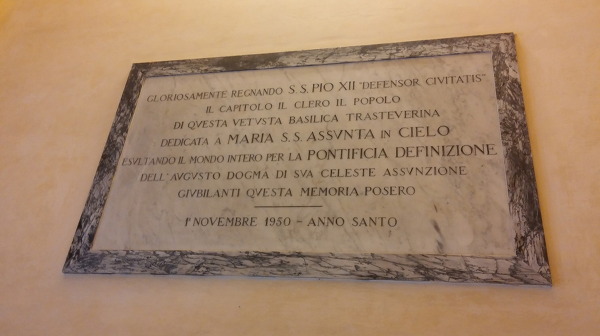 GLORIOSAMENTE REGNANDO S. S. PIO XII "DEFENSOR CIVITATIS"
IL CAPITOLO IL CLERO IL POPOLO
DI QVESTA VETVSTA BASILICA TRASTEVERINA
DEDICATA A MARIA S. S. ASSVNTA IN CIELO
ESVLTANDO IL MONDO INTERO PER LA PONTIFICIA DEFINIZIONE
DELL'AVGVSTO DOGMA DI SVA CELESTE ASSVNZIONE
GIVBILANTI QVESTA MEMORIA POSERO
1° NOVEMBRE 1950 - ANNO SANTO